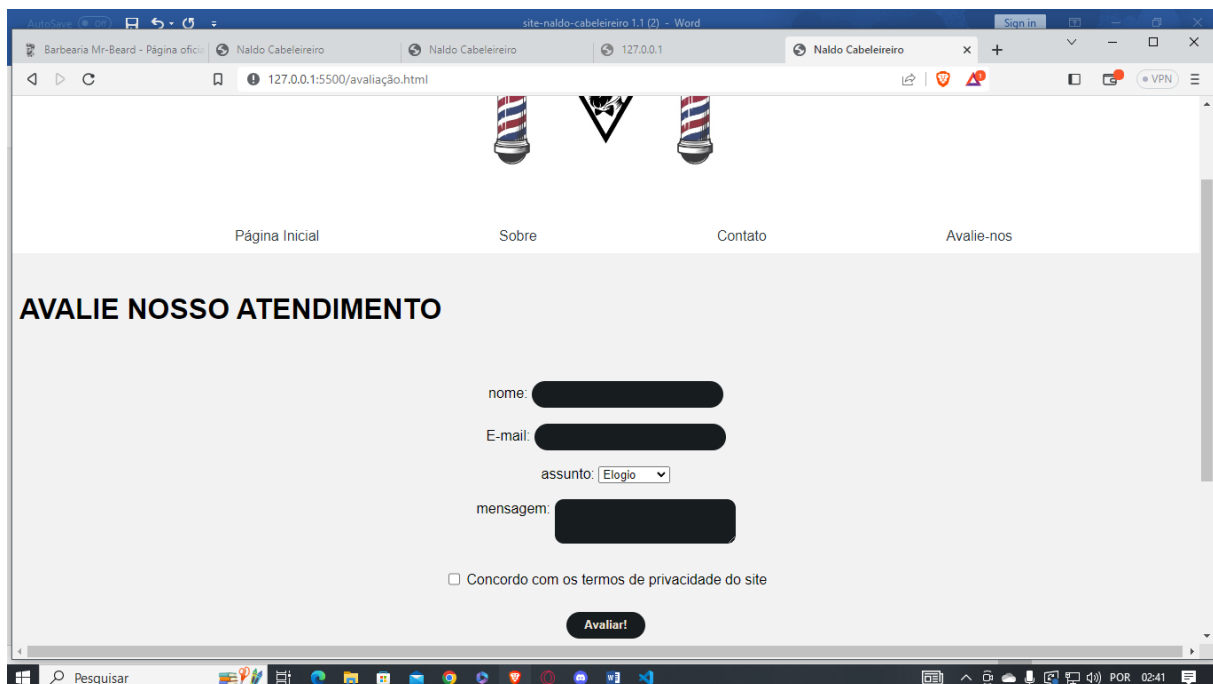 AutoSave Off site-naldo-cabeleireiro 1.1 (2) - Word Sign in
Barbearia Mr-Beard - Página oficia Naldo Cabeleireiro Naldo Cabeleireiro 127.0.0.1 Naldo Cabeleireiro
127.0.0.1:5500/avaliação.html VPN
Página Inicial Sobre Contato Avalie-nos
AVALIE NOSSO ATENDIMENTO
nome:
E-mail:
assunto: Elogio
mensagem:
Concordo com os termos de privacidade do site
Avaliar!
Pesquisar POR 02:41